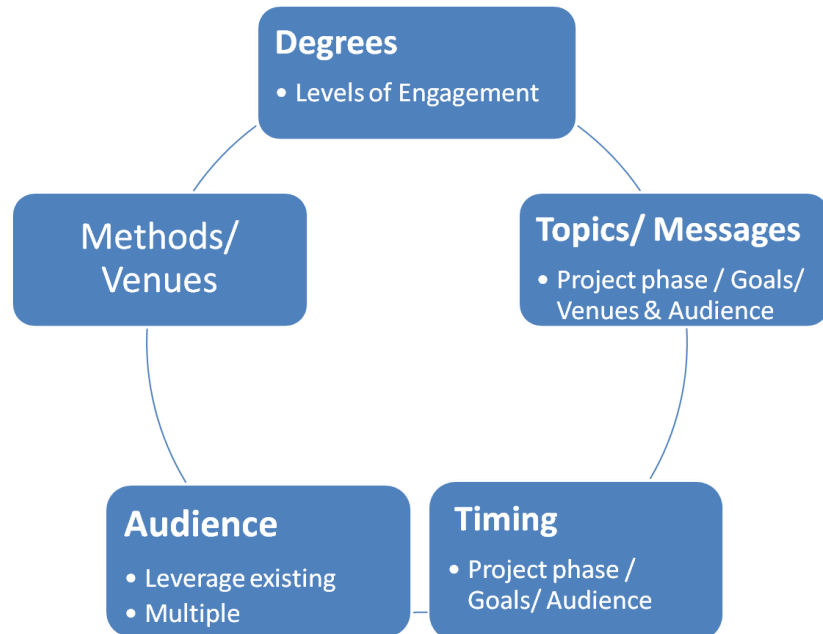 Degrees
• Levels of Engagement
Topics/ Messages
• Project phase / Goals/
Venues & Audience
Timing
• Project phase /
Goals/ Audience
Audience
• Leverage existing
• Multiple
Methods/
Venues